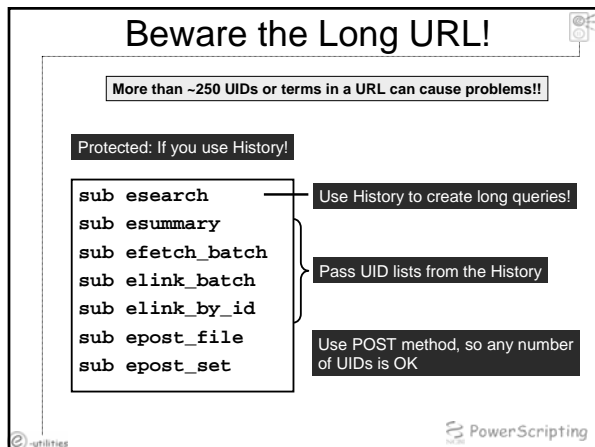 Beware the Long URL!
More than ~250 UIDs or terms in a URL can cause problems!!
Protected: If you use History!
sub esearch
Use History to create long queries!
sub esummary
sub efetch_batch
sub elink_batch
sub elink_by_id
Pass UID lists from the History
sub epost_file
sub epost_set
Use POST method, so any number
of UIDs is OK
e-utilities
NCBI PowerScripting